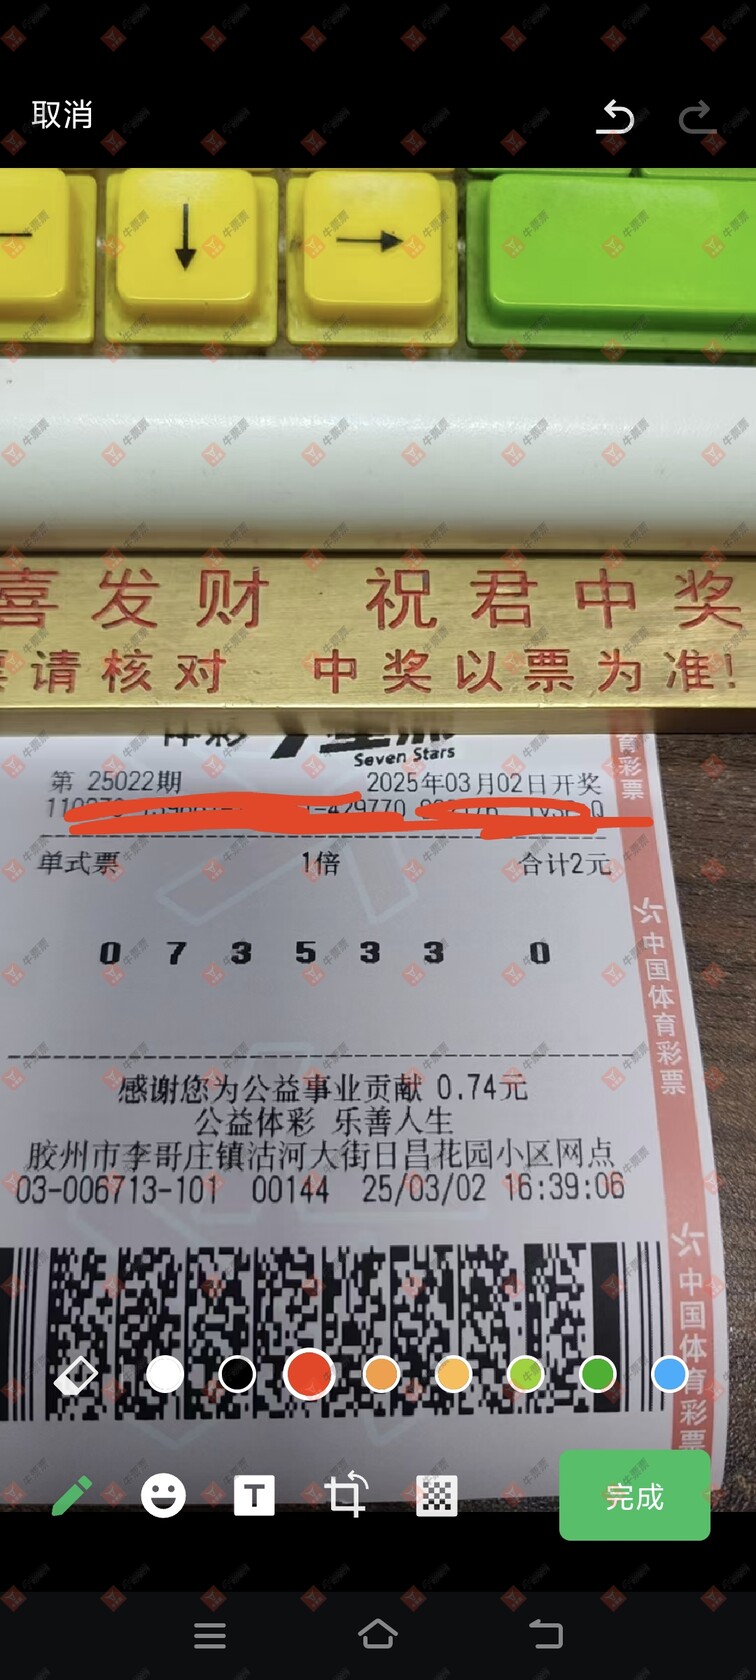 取消
喜 发 财 祝 君 中 奖
票请核对 中奖以票为准!
体彩
Seven Stars
第 25022期 2025年03月02日开奖
单式票 1倍 合计2元
0 7 3 5 3 3 0
感谢您为公益事业贡献 0.74元
公益体彩 乐善人生
胶州市李哥庄镇沽河大街日昌花园小区网点
03-006713-101 00144 25/03/02 16:39:06
育彩票
中国体育彩票
中国体育彩票
T
完成